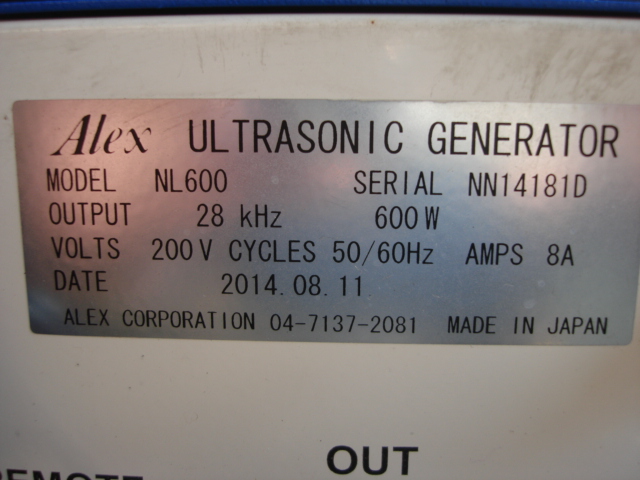 Alex ULTRASONIC GENERATOR
MODEL NL600 SERIAL NN14181D
OUTPUT 28 kHz 600W
VOLTS 200V CYCLES 50/60Hz AMPS 8A
DATE 2014.08.11
ALEX CORPORATION 04-7137-2081 MADE IN JAPAN
OUT
REMOTE